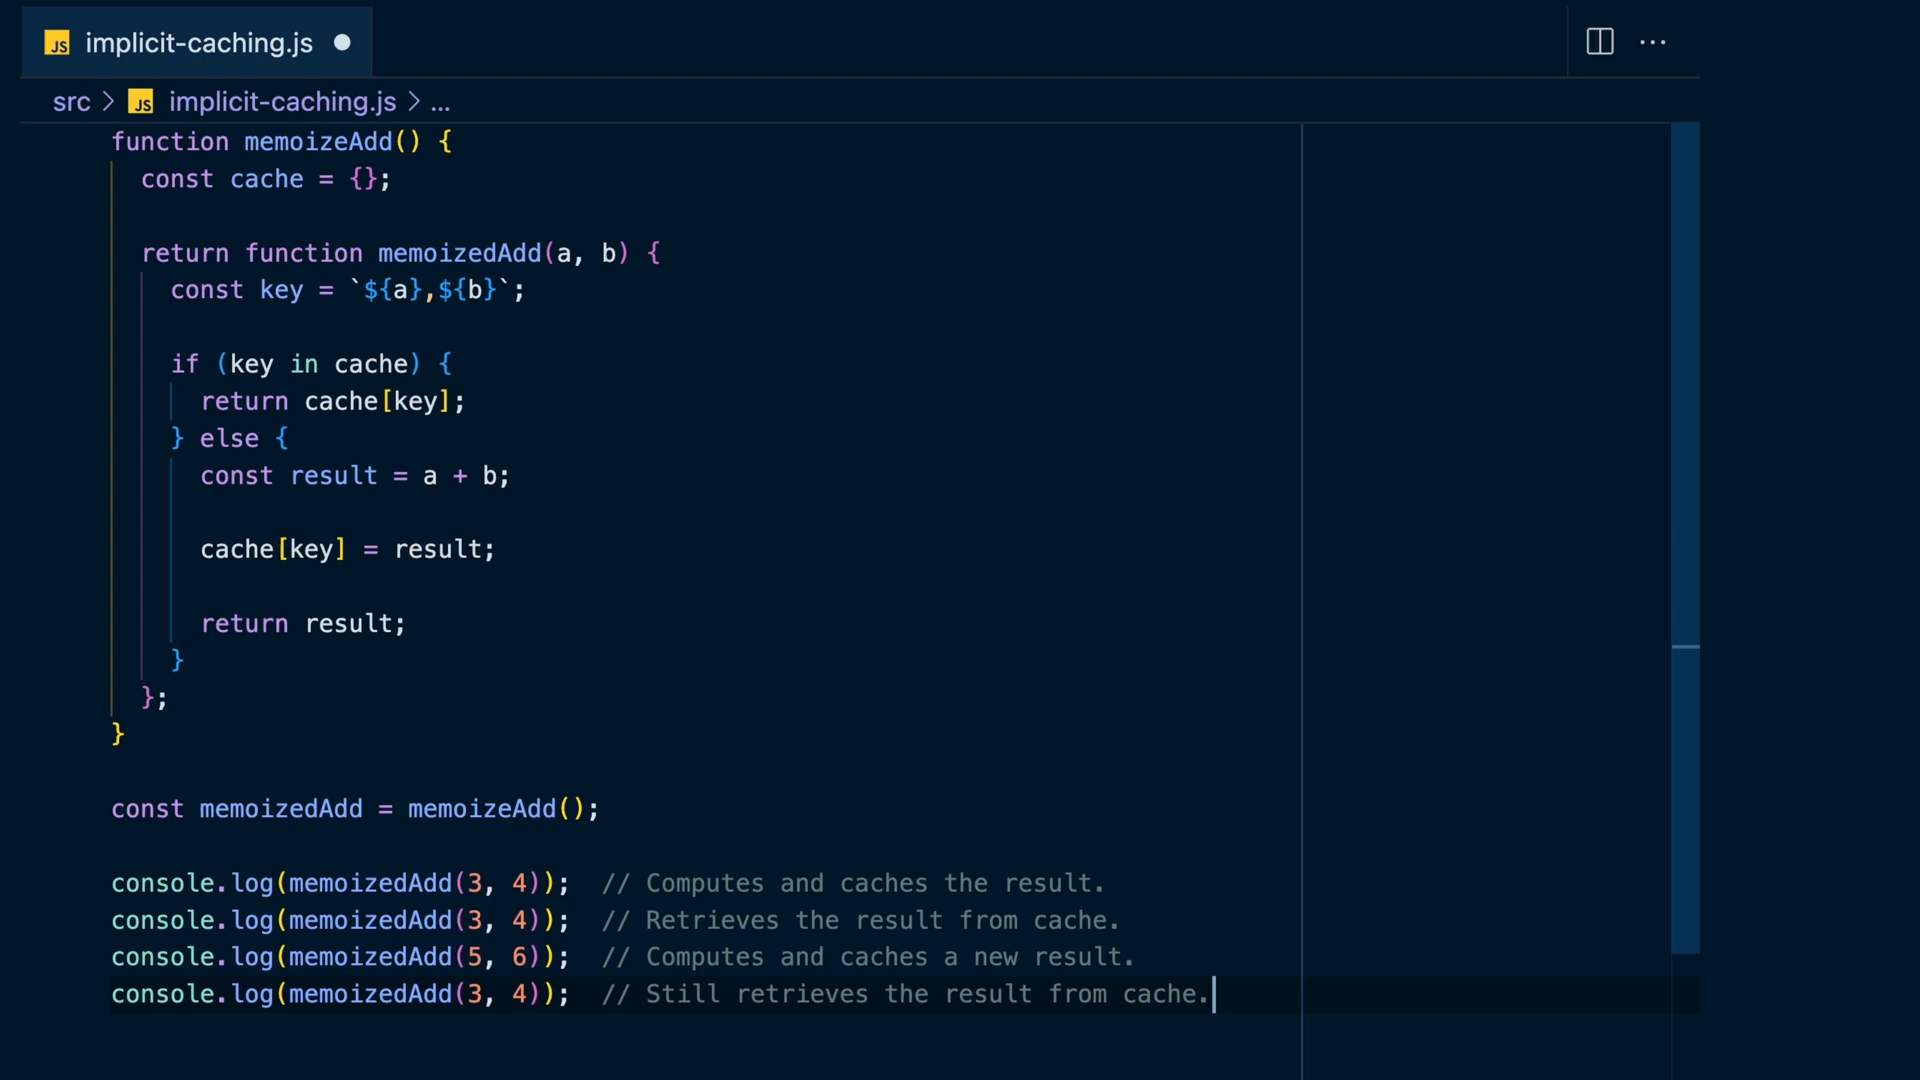 JS implicit-caching.js
src > JS implicit-caching.js > ...
function memoizeAdd() {
  const cache = {};

  return function memoizedAdd(a, b) {
    const key = `${a},${b}`;

    if (key in cache) {
      return cache[key];
    } else {
      const result = a + b;

      cache[key] = result;

      return result;
    }
  };
}

const memoizedAdd = memoizeAdd();

console.log(memoizedAdd(3, 4));  // Computes and caches the result.
console.log(memoizedAdd(3, 4));  // Retrieves the result from cache.
console.log(memoizedAdd(5, 6));  // Computes and caches a new result.
console.log(memoizedAdd(3, 4));  // Still retrieves the result from cache.